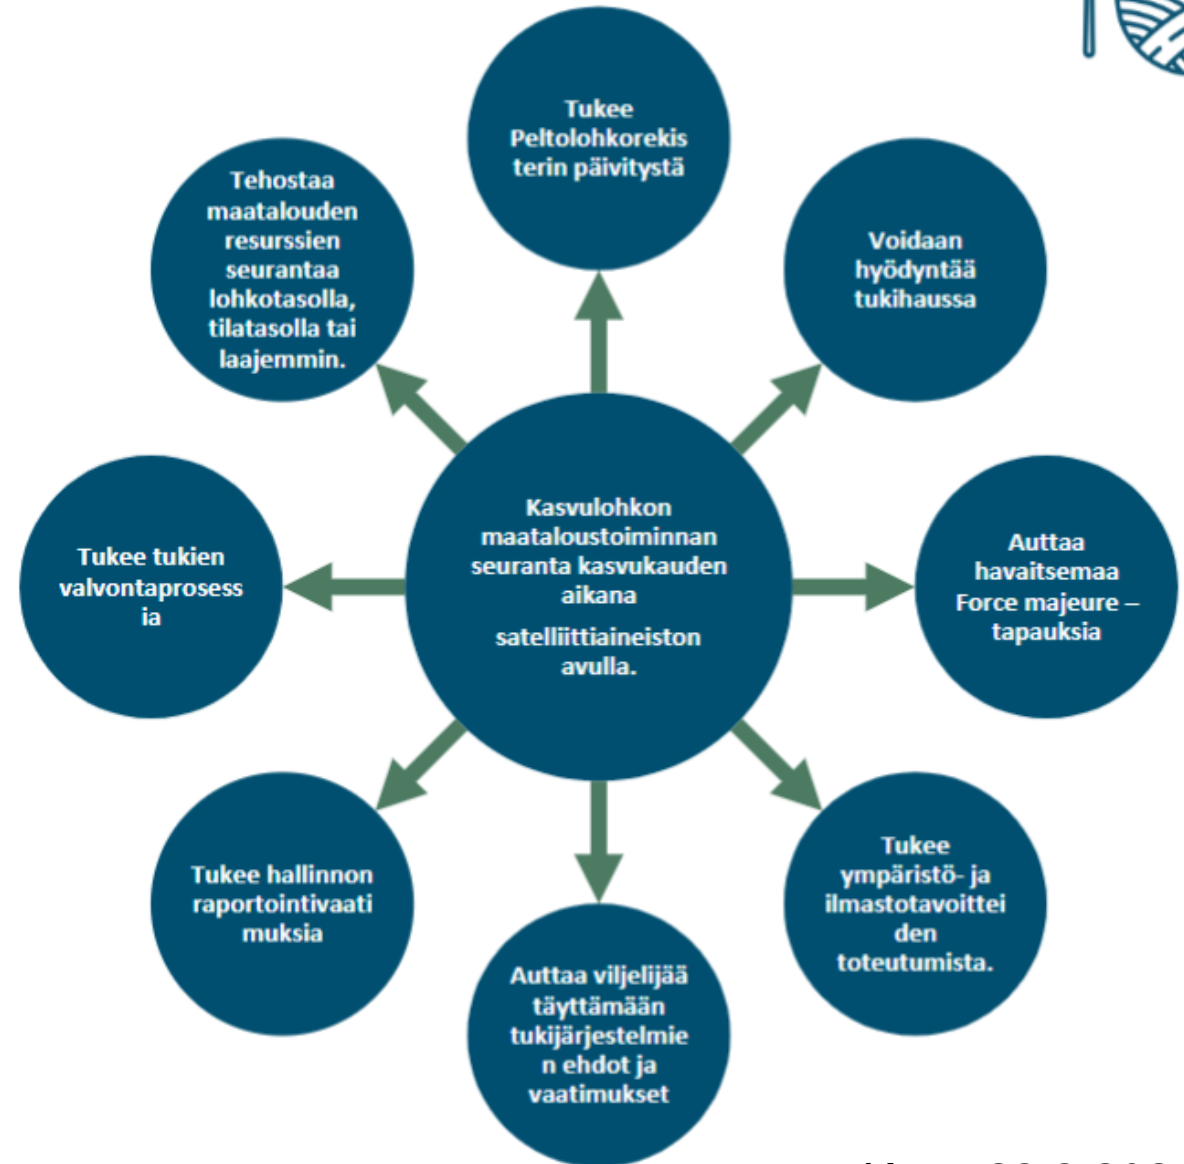 Tukee
Peltolohkorekis
terin päivitystä
Voidaan
hyödyntää
tukihaussa
Auttaa
havaitsemaa
Force majeure –
tapauksia
Tukee
ympäristö- ja
ilmastotavoittei
den
toteutumista.
Auttaa viljelijää
täyttämään
tukijärjestelmie
n ehdot ja
vaatimukset
Tukee hallinnon
raportointivaati
muksia
Tukee tukien
valvontaprosess
ia
Tehostaa
maatalouden
resurssien
seurantaa
lohkotasolla,
tilatasolla tai
laajemmin.
Kasvulohkon
maataloustoiminnan
seuranta kasvukauden
aikana
satelliittiaineiston
avulla.